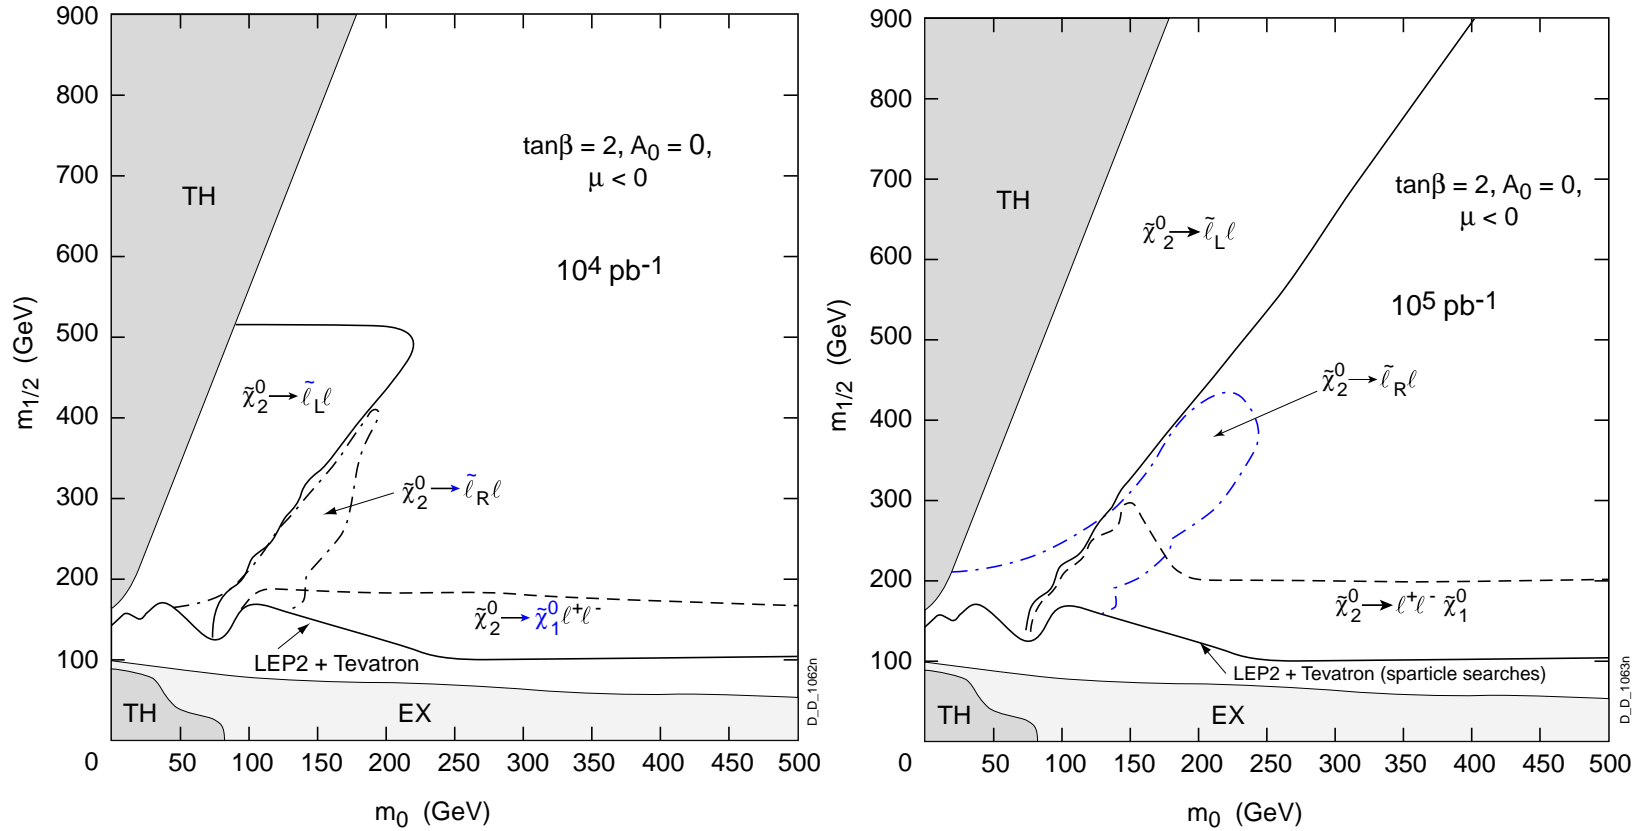 900
800
700
600
500
400
300
200
100
0
50
100
150
200
250
300
350
400
450
500
m1/2 (GeV)
m0 (GeV)
TH
tanβ = 2, A0 = 0,
μ < 0
10⁴ pb⁻¹
χ̃⁰₂ → ℓ̃Lℓ
χ̃⁰₂ → ℓ̃Rℓ
χ̃⁰₂ → χ̃⁰₁ℓ⁺ℓ⁻
LEP2 + Tevatron
TH
EX
D_D_1062n
900
800
700
600
500
400
300
200
100
0
50
100
150
200
250
300
350
400
450
500
m1/2 (GeV)
m0 (GeV)
TH
tanβ = 2, A0 = 0,
μ < 0
χ̃⁰₂ → ℓ̃Lℓ
10⁵ pb⁻¹
χ̃⁰₂ → ℓ̃Rℓ
χ̃⁰₂ → ℓ⁺ℓ⁻ χ̃⁰₁
LEP2 + Tevatron (sparticle searches)
TH
EX
D_D_1063n